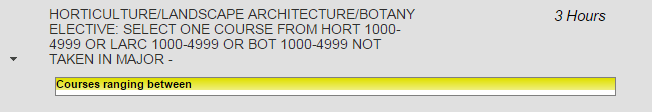 HORTICULTURE/LANDSCAPE ARCHITECTURE/BOTANY 3 Hours
ELECTIVE: SELECT ONE COURSE FROM HORT 1000-
4999 OR LARC 1000-4999 OR BOT 1000-4999 NOT
TAKEN IN MAJOR -
Courses ranging between